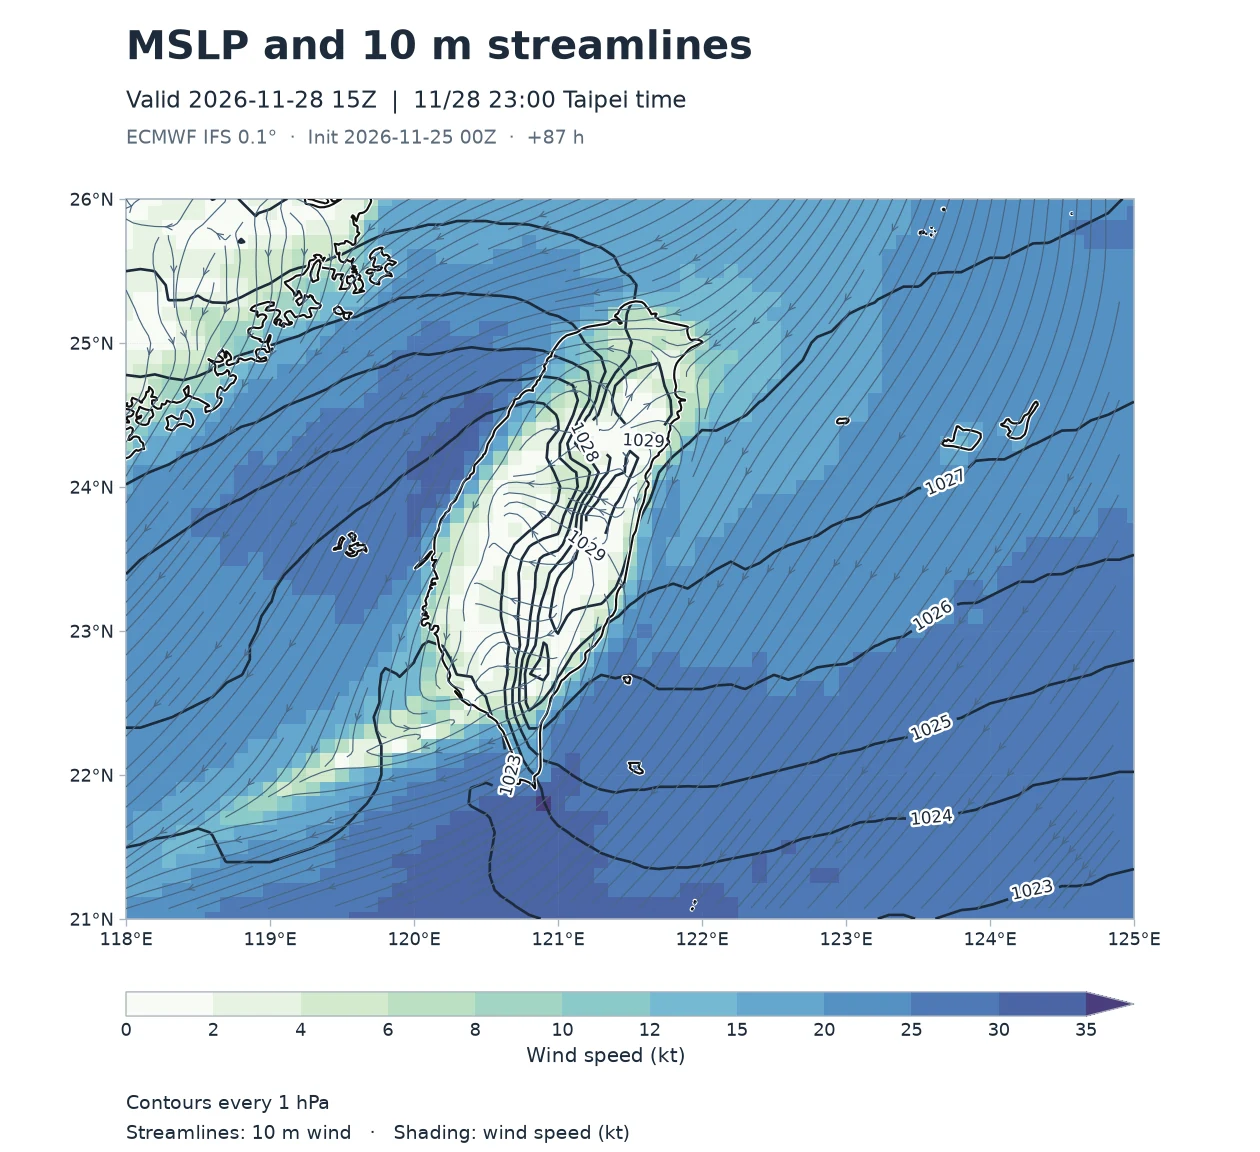 MSLP and 10 m streamlines
Valid 2026-11-28 15Z | 11/28 23:00 Taipei time
ECMWF IFS 0.1° · Init 2026-11-25 00Z · +87 h
26°N
25°N
24°N
23°N
22°N
21°N
1028
1029
1029
1027
1026
1025
1024
1023
1023
118°E 119°E 120°E 121°E 122°E 123°E 124°E 125°E
0 2 4 6 8 10 12 15 20 25 30 35
Wind speed (kt)
Contours every 1 hPa
Streamlines: 10 m wind · Shading: wind speed (kt)